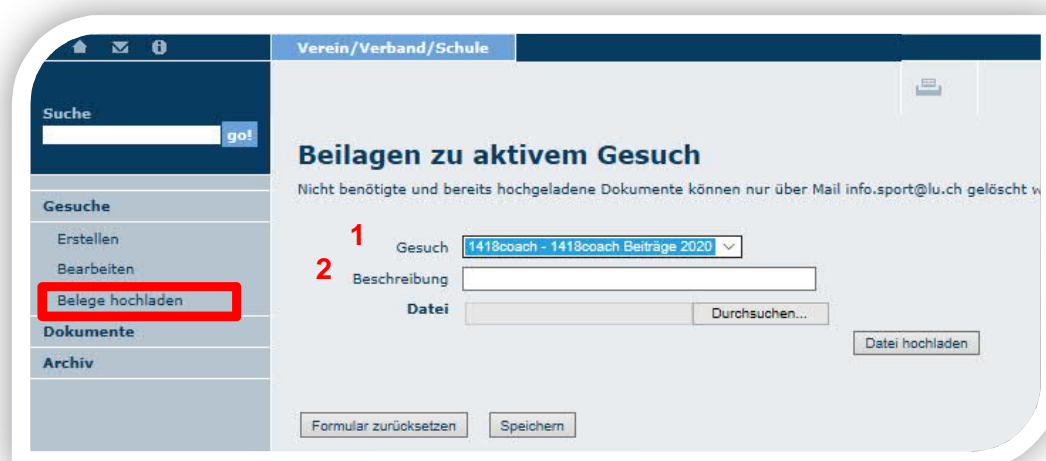 Verein/Verband/Schule
Suche
go!
Beilagen zu aktivem Gesuch
Nicht benötigte und bereits hochgeladene Dokumente können nur über Mail info.sport@lu.ch gelöscht
Gesuche
Erstellen
Bearbeiten
Belege hochladen
Dokumente
Archiv
1 Gesuch 1418coach - 1418coach Beiträge 2020
2 Beschreibung
Datei Durchsuchen...
Datei hochladen
Formular zurücksetzen Speichern